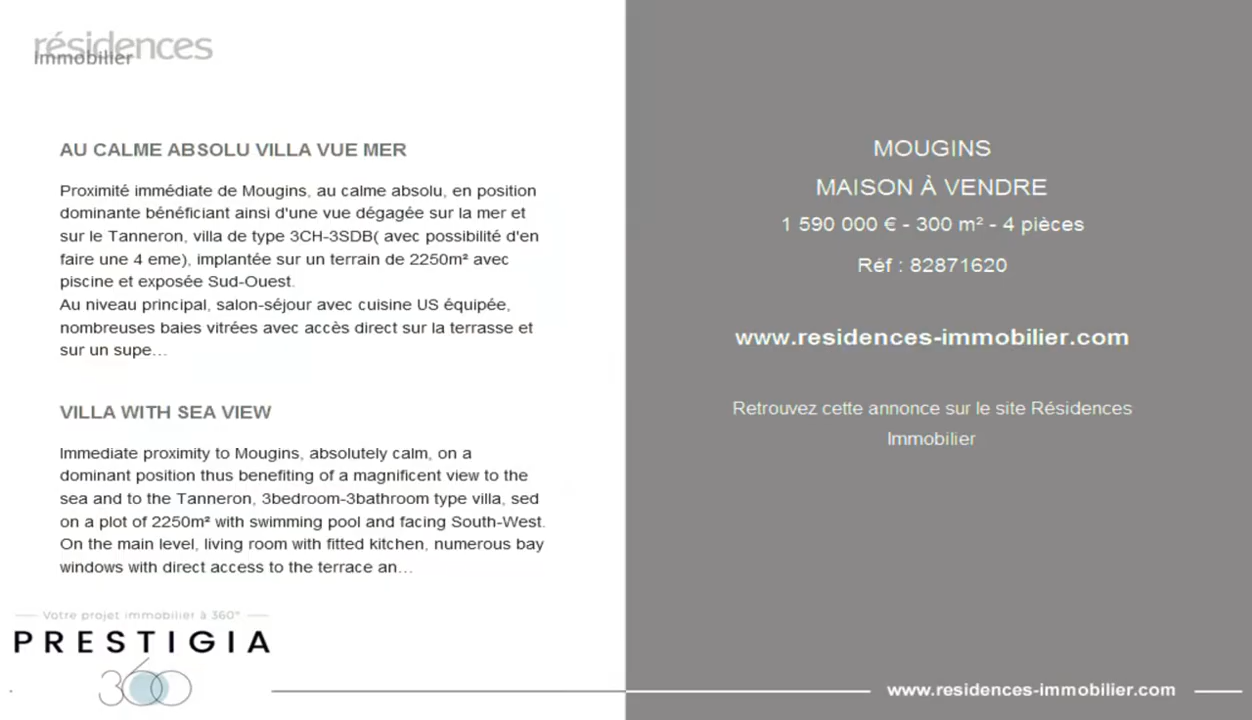 résidences
Immobilier
AU CALME ABSOLU VILLA VUE MER
Proximité immédiate de Mougins, au calme absolu, en position
dominante bénéficiant ainsi d'une vue dégagée sur la mer et
sur le Tanneron, villa de type 3CH-3SDB( avec possibilité d'en
faire une 4 eme), implantée sur un terrain de 2250m² avec
piscine et exposée Sud-Ouest.
Au niveau principal, salon-séjour avec cuisine US équipée,
nombreuses baies vitrées avec accès direct sur la terrasse et
sur un supe...
VILLA WITH SEA VIEW
Immediate proximity to Mougins, absolutely calm, on a
dominant position thus benefiting of a magnificent view to the
sea and to the Tanneron, 3bedroom-3bathroom type villa, sed
on a plot of 2250m² with swimming pool and facing South-West.
On the main level, living room with fitted kitchen, numerous bay
windows with direct access to the terrace an...
Votre projet immobilier à 360°
PRESTIGIA
360
MOUGINS
MAISON À VENDRE
1 590 000 € - 300 m² - 4 pièces
Réf : 82871620
www.residences-immobilier.com
Retrouvez cette annonce sur le site Résidences
Immobilier
www.residences-immobilier.com